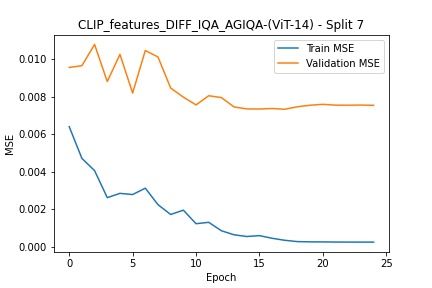 CLIP_features_DIFF_IQA_AGIQA-(ViT-14) - Split 7
Train MSE
Validation MSE
MSE
0.010
0.008
0.006
0.004
0.002
0.000
0 5 10 15 20 25
Epoch